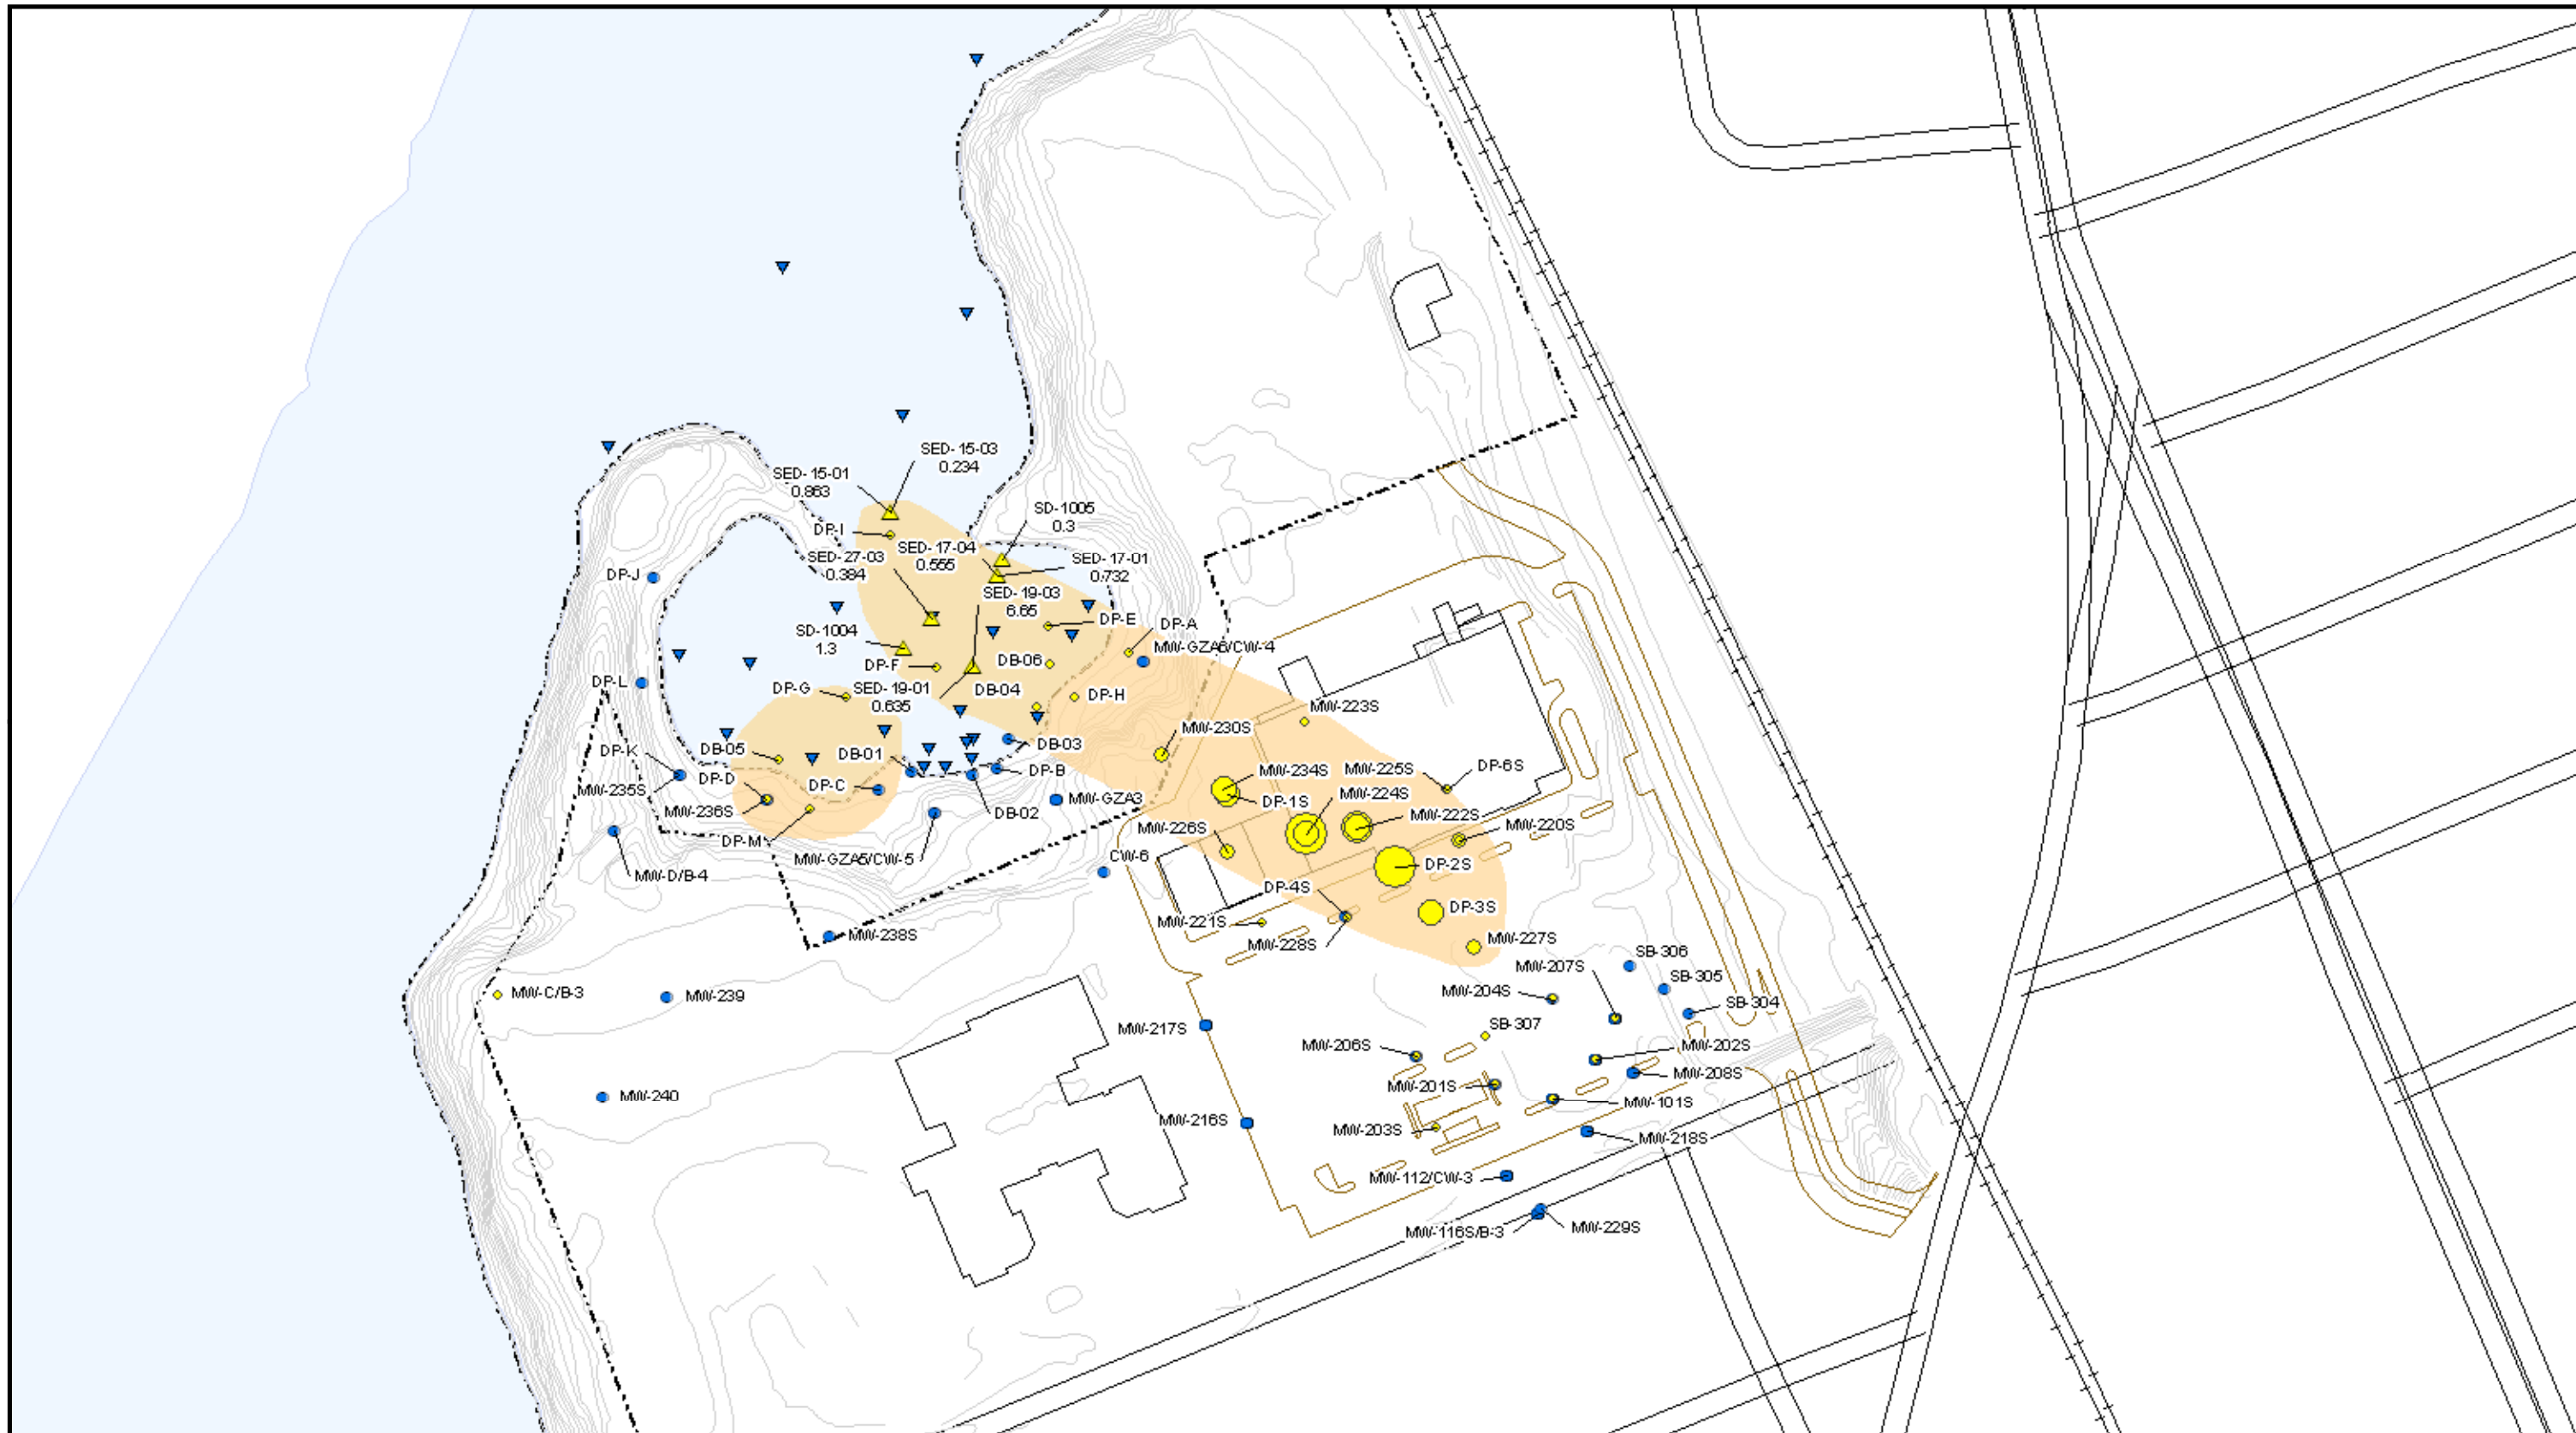 SED-15-03
0.234
SED-15-01
0.863
SD-1005
0.3
DP-I
SED-17-04
0.555
SED-27-03
0.384
SED-17-01
0.732
DP-J
SED-19-03
6.65
DP-E
DP-A
SD-1004
1.3
MW-GZA6/CW-4
DP-F
DB-06
DP-L
DP-G
SED-19-01
0.635
DB-04
DP-H
MW-223S
MW-230S
DB-05
DP-K
DB-01
DB-03
DP-D
DP-C
DP-B
MW-235S
MW-234S
MW-225S
DP-6S
MW-236S
DP-1S
MW-224S
MW-GZA3
DB-02
MW-222S
MW-226S
MW-220S
DP-M
MW-GZA5/CW-5
CW-6
DP-2S
MW-D/B-4
DP-4S
DP-3S
MW-221S
MW-238S
MW-228S
MW-227S
SB-306
MW-207S
SB-305
MW-C/B-3
MW-239
MW-204S
SB-304
MW-217S
SB-307
MW-206S
MW-202S
MW-208S
MW-201S
MW-240
MW-101S
MW-216S
MW-203S
MW-218S
MW-112/CW-3
MW-116S/B-3
MW-229S